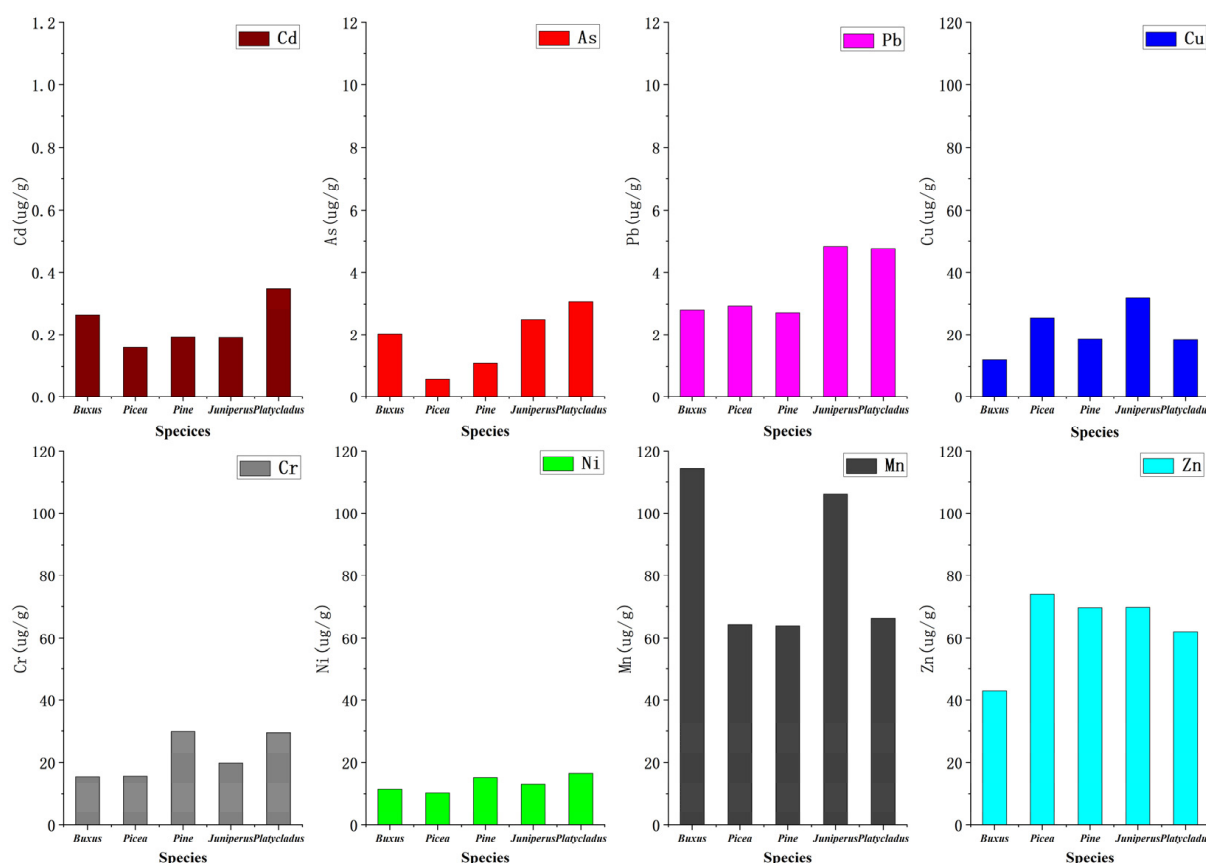 Cd
Cd(ug/g)
1.2
1.0
0.8
0.6
0.4
0.2
0.0
Buxus Picea Pine Juniperus Platycladus
Specices
As
As(ug/g)
12
10
8
6
4
2
0
Buxus Picea Pine Juniperus Platycladus
Species
Pb
Pb(ug/g)
12
10
8
6
4
2
0
Buxus Picea Pine Juniperus Platycladus
Species
Cu
Cu(ug/g)
120
100
80
60
40
20
0
Buxus Picea Pine Juniperus Platycladus
Species
Cr
Cr(ug/g)
120
100
80
60
40
20
0
Buxus Picea Pine Juniperus Platycladus
Species
Ni
Ni(ug/g)
120
100
80
60
40
20
0
Buxus Picea Pine Juniperus Platycladus
Species
Mn
Mn(ug/g)
120
100
80
60
40
20
0
Buxus Picea Pine Juniperus Platycladus
Species
Zn
Zn(ug/g)
120
100
80
60
40
20
0
Buxus Picea Pine Juniperus Platycladus
Species